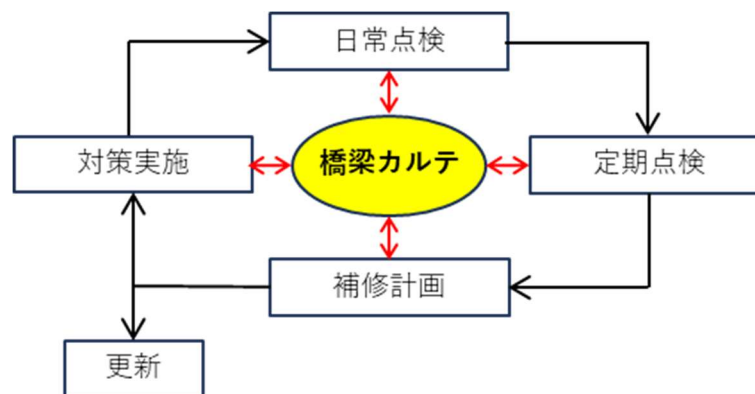 日常点検
対策実施
橋梁カルテ
定期点検
補修計画
更新